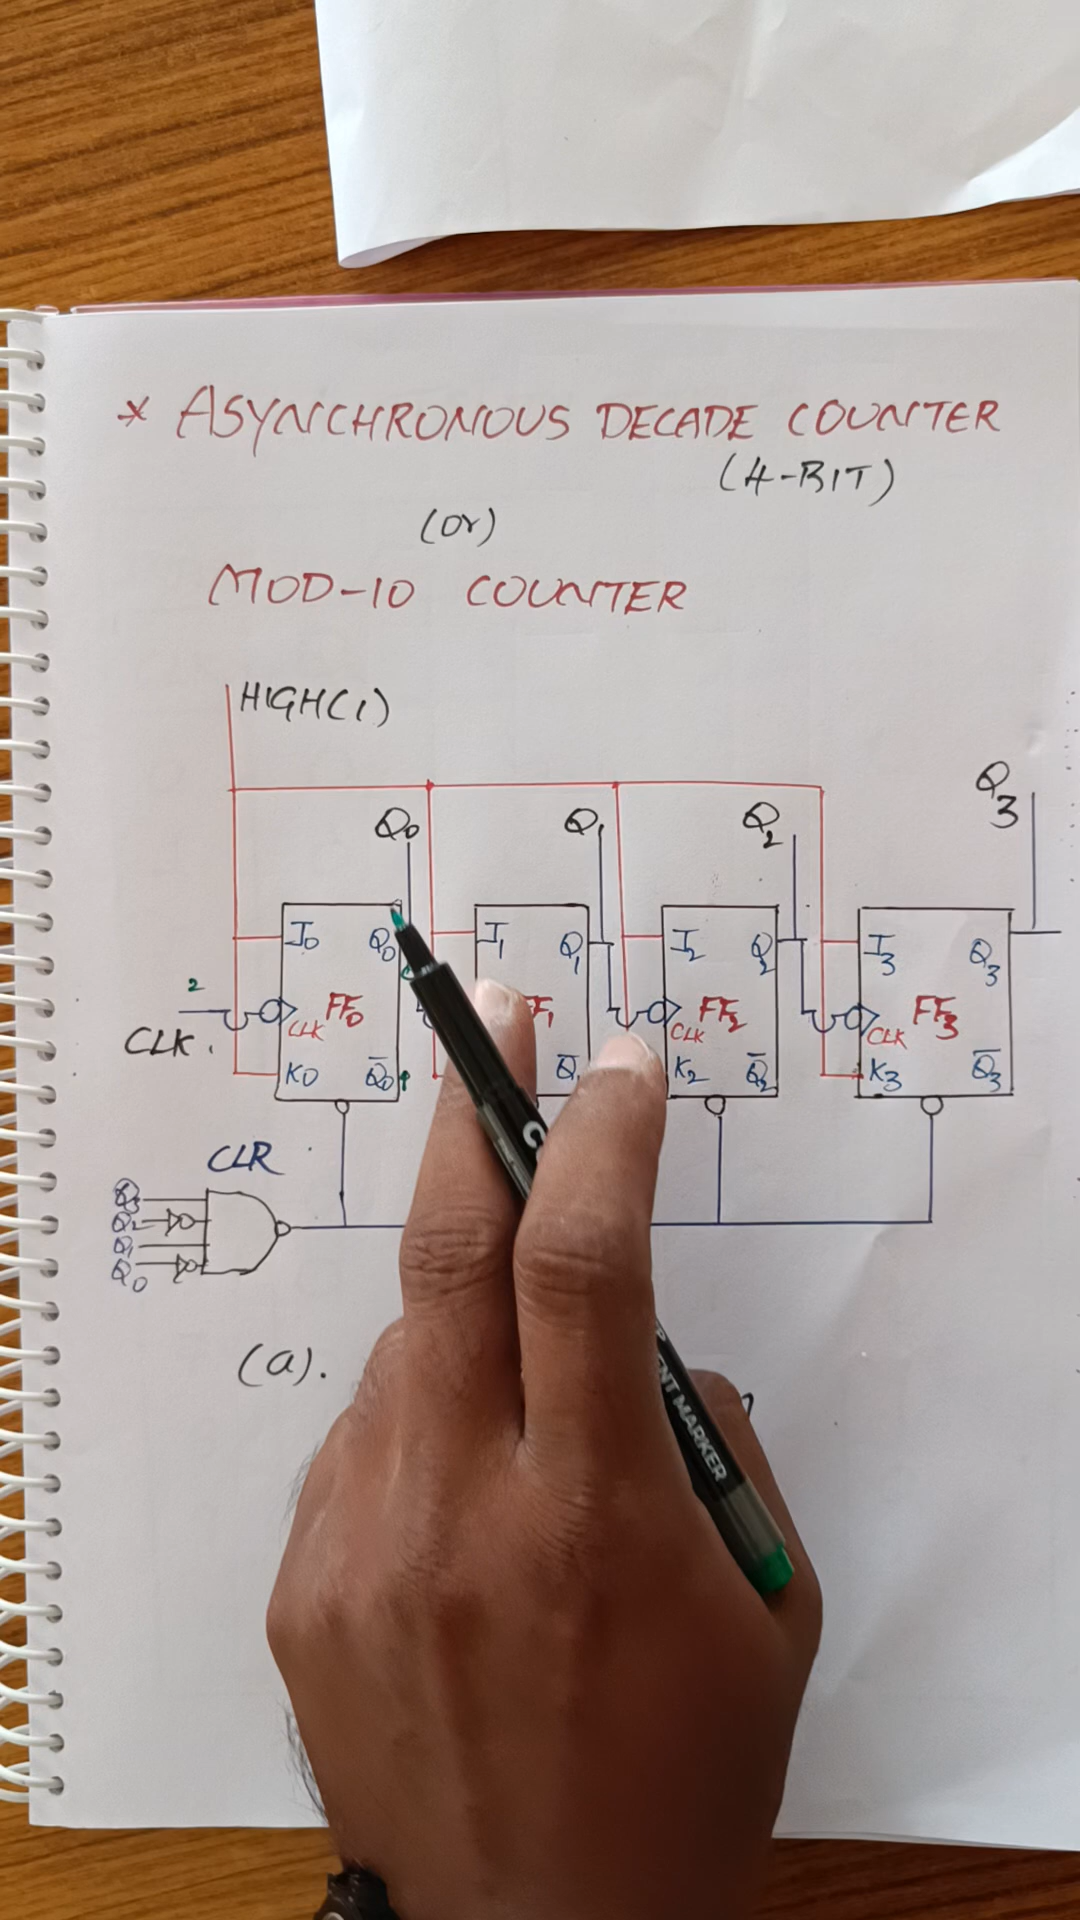 * ASYNCHRONOUS DECADE COUNTER
(4-BIT)
(or)
MOD-10 COUNTER
HIGH(1)
Q3
Q0 Q1 Q2
J0 Q0 J1 Q1 J2 Q2 J3 Q3
2
CLK FF0 FF1 CLK FF2 CLK FF3
CLK.
K0 Q̅0 Q̅ K2 Q̅2 K3 Q̅3
CLR
Q3
Q2
Q1
Q0
(a).
MARKER